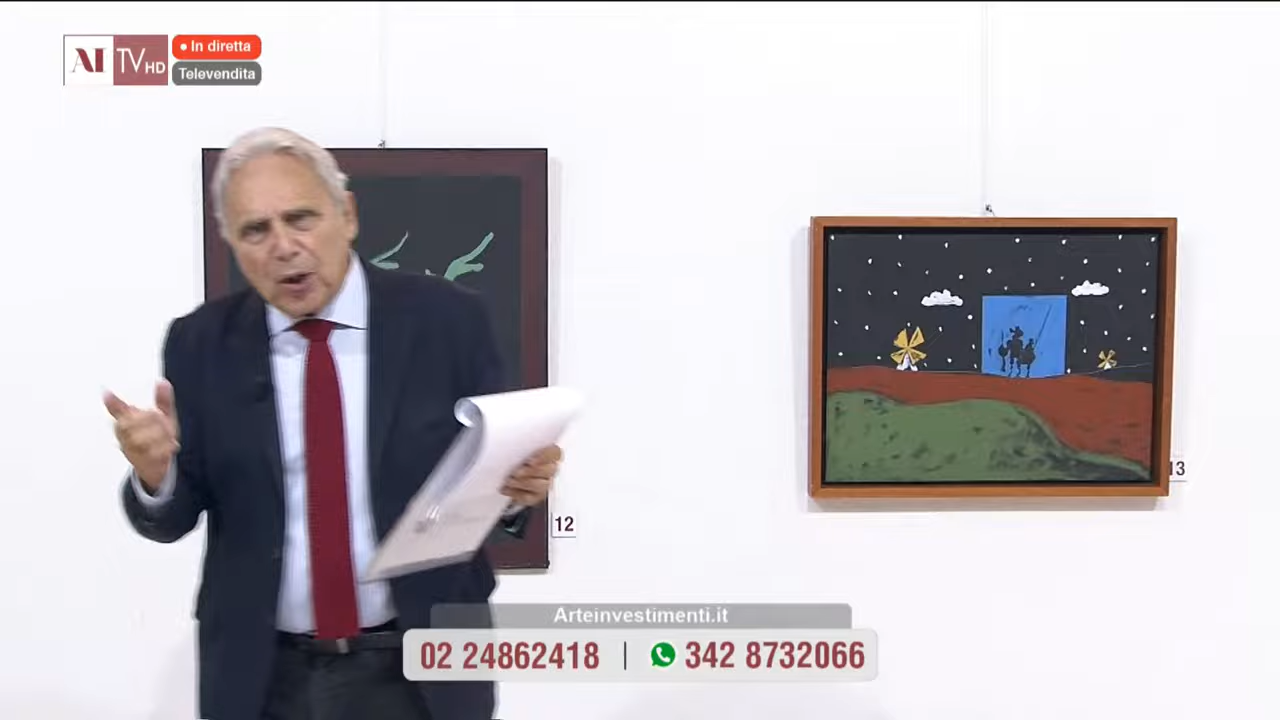 AI TV HD
In diretta
Televendita
12
13
Arteinvestimenti.it
02 24862418 | 342 8732066